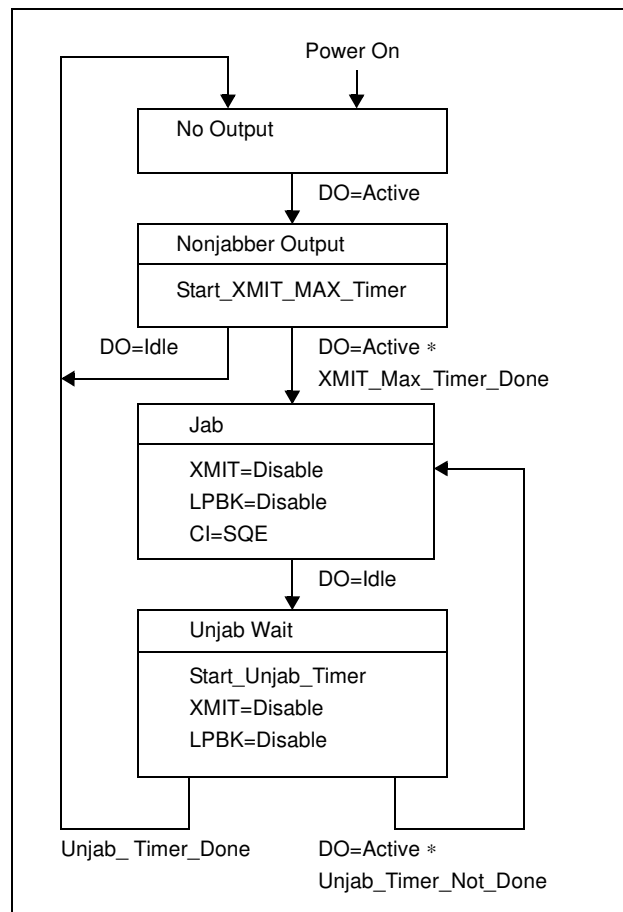 Power On
No Output
DO=Active
Nonjabber Output
Start_XMIT_MAX_Timer
DO=Idle
DO=Active *
XMIT_Max_Timer_Done
Jab
XMIT=Disable
LPBK=Disable
CI=SQE
DO=Idle
Unjab Wait
Start_Unjab_Timer
XMIT=Disable
LPBK=Disable
Unjab_ Timer_Done
DO=Active *
Unjab_Timer_Not_Done